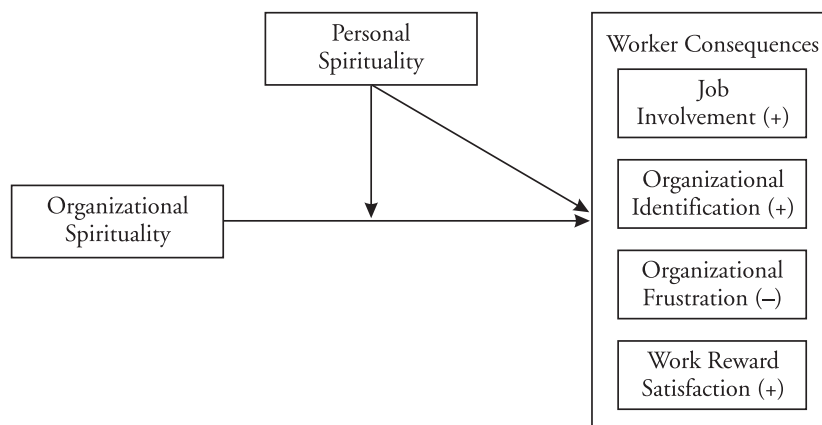 Personal
Spirituality
Worker Consequences
Job
Involvement (+)
Organizational
Identification (+)
Organizational
Spirituality
Organizational
Frustration (–)
Work Reward
Satisfaction (+)